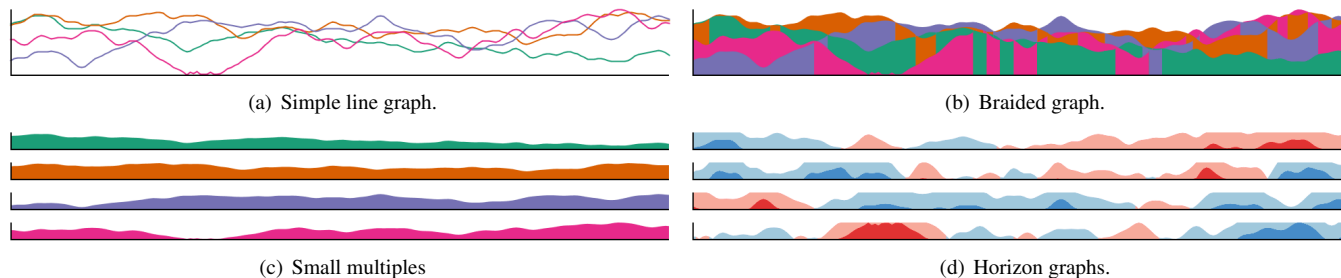 (a) Simple line graph.
(b) Braided graph.
(c) Small multiples
(d) Horizon graphs.